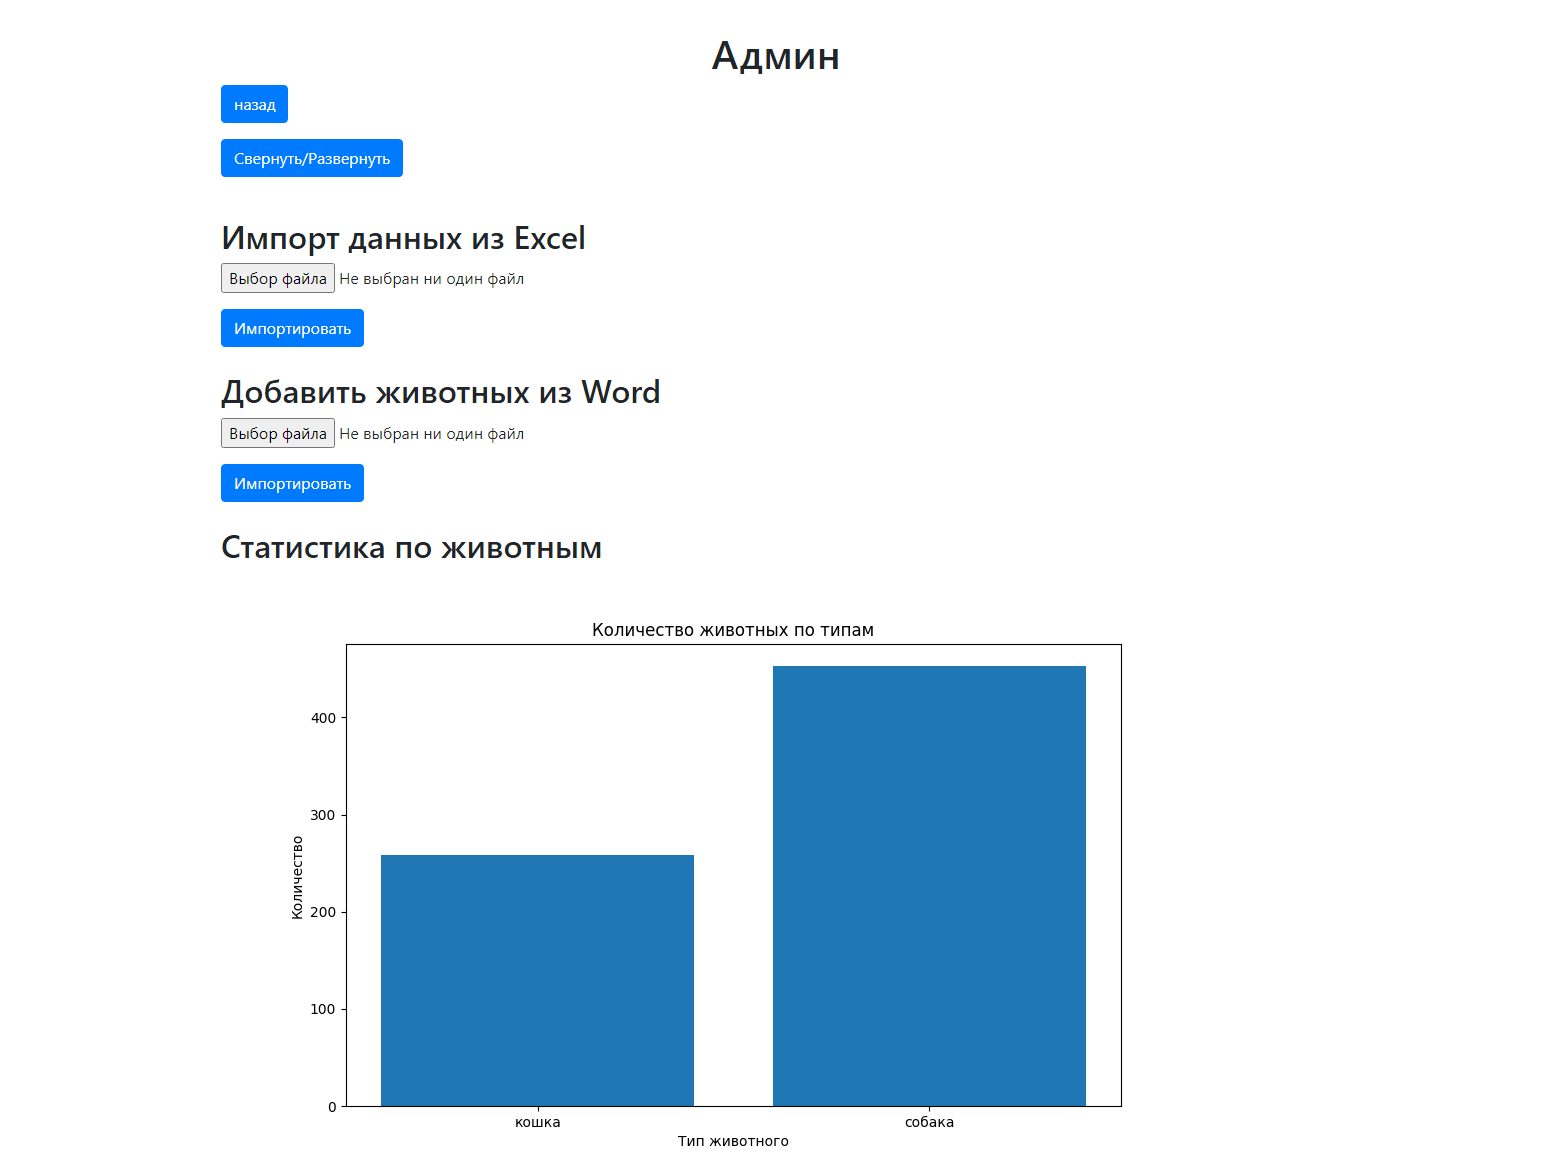 Админ
назад
Свернуть/Развернуть
Импорт данных из Excel
Выбор файла Не выбран ни один файл
Импортировать
Добавить животных из Word
Выбор файла Не выбран ни один файл
Импортировать
Статистика по животным
Количество животных по типам
400
300
200
100
0
Количество
кошка собака
Тип животного